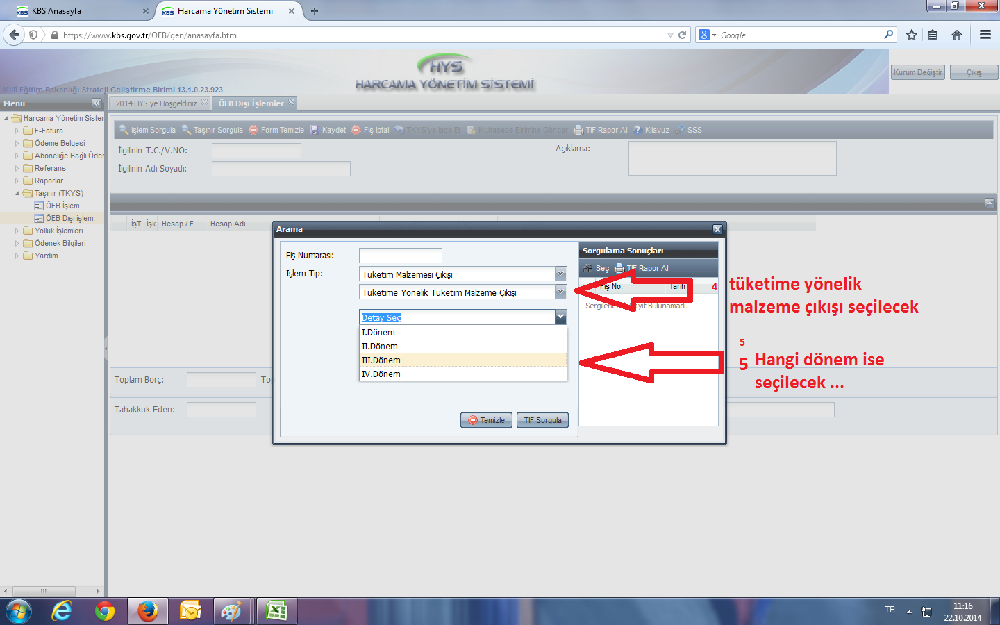 KBS Anasayfa
Harcama Yönetim Sistemi
https://www.kbs.gov.tr/OEB/gen/anasayfa.htm
Google
HYS
HARCAMA YÖNETİM SİSTEMİ
Kurum Değiştir
Çıkış
Millî Eğitim Bakanlığı Strateji Geliştirme Birimi 13.1.0.23.923
Menü
2014 HYS ye Hoşgeldiniz
ÖEB Dışı İşlemler
Harcama Yönetim Sister
E-Fatura
Ödeme Belgesi
Aboneliğe Bağlı Öder
Referans
Raporlar
Taşınır (TKYS)
ÖEB İşlem.
ÖEB Dışı işlem.
Yolluk İşlemleri
Ödenek Bilgileri
Yardım
İşlem Sorgula
Taşınır Sorgula
Form Temizle
Kaydet
Fiş İptal
TKYS'ye İade Et
Muhasebe Birimine Gönder
TIF Rapor Al
Kılavuz
SSS
İlgilinin T.C./V.NO:
Açıklama:
İlgilinin Adı Soyadı:
İşT.
İşk.
Hesap / E...
Hesap Adı
Arama
Fiş Numarası:
İşlem Tip:
Tüketim Malzemesi Çıkışı
Tüketime Yönelik Tüketim Malzeme Çıkışı
Detay Seç
I.Dönem
II.Dönem
III.Dönem
IV.Dönem
Temizle
TIF Sorgula
Sorgulama Sonuçları
Seç
TIF Rapor Al
Fiş No.
Tarih
Bulunamadı.
4
tüketime yönelik
malzeme çıkışı seçilecek
5
5 Hangi dönem ise
seçilecek ...
Toplam Borç:
Tahakkuk Eden:
TR
11:16
22.10.2014